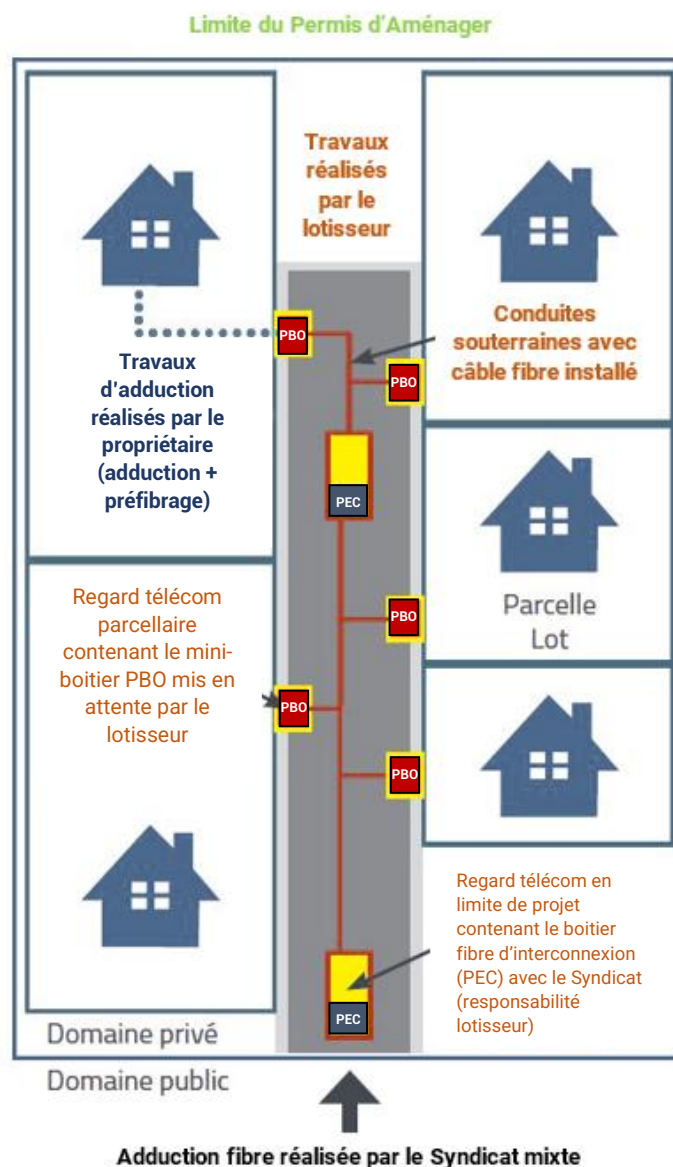 Limite du Permis d'Aménager
Travaux
réalisés
par le
lotisseur
PBO
Conduites
souterraines avec
câble fibre installé
PBO
Travaux
d'adduction
réalisés par le
propriétaire
(adduction +
préfibrage)
PEC
Parcelle
Lot
PBO
Regard télécom
parcellaire
contenant le mini-
boitier PBO mis en
attente par le
lotisseur
PBO
PBO
Regard télécom en
limite de projet
contenant le boitier
fibre d'interconnexion
(PEC) avec le Syndicat
(responsabilité
lotisseur)
PEC
Domaine privé
Domaine public
Adduction fibre réalisée par le Syndicat mixte